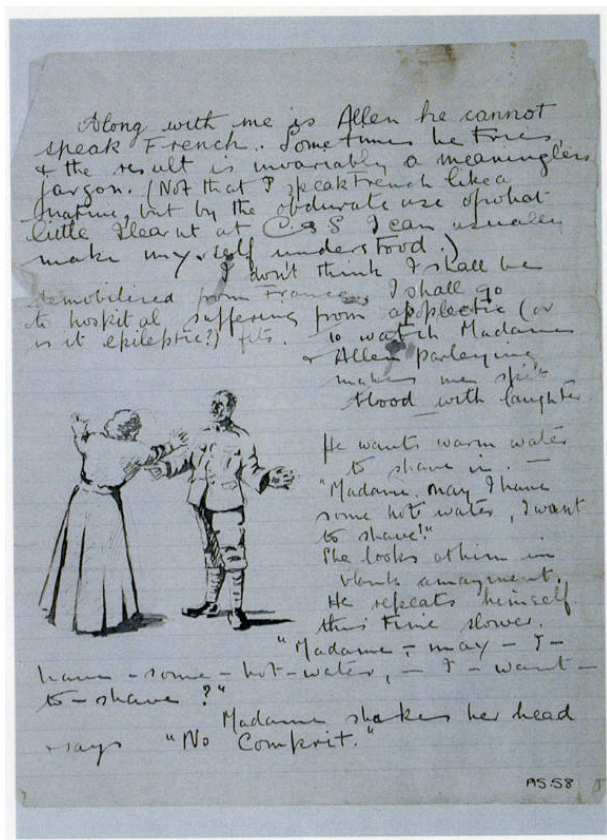 Along with me is Allen he cannot
speak French. Sometimes he tries,
& the result is invariably a meaningless
jargon. (Not that I speak French like a
native, but by the obdurate use of what
little I learnt at C.&S I can usually
make myself understood.)
I don't think I shall be
demobilized from France, I shall go
to hospital suffering from apoplectic (or
is it epileptic?) fits. To watch Madame
& Allen parleying
makes me spit
blood with laughter
He wants warm water
to shave in. —
"Madame, may I have
some hot water, I want
to shave!"
She looks at him in
blank amazment.
He repeats himself
this time slower.
"Madame – may – I –
have – some – hot – water, – I – want –
to – shave ?"
Madame shakes her head
& says "No Comprit."
AS.58